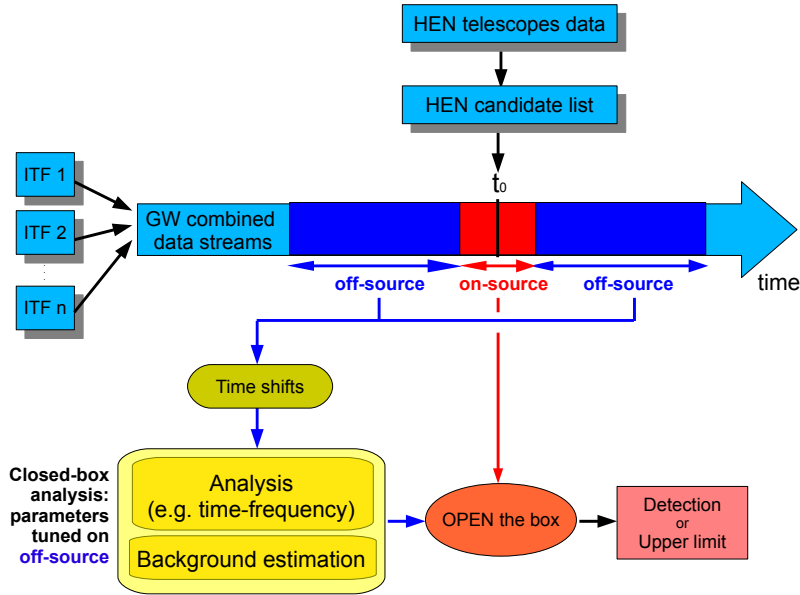 HEN telescopes data
HEN candidate list
t0
ITF 1
ITF 2
ITF n
GW combined
data streams
off-source
on-source
off-source
time
Time shifts
Closed-box
analysis:
parameters
tuned on
off-source
Analysis
(e.g. time-frequency)
Background estimation
OPEN the box
Detection
or
Upper limit